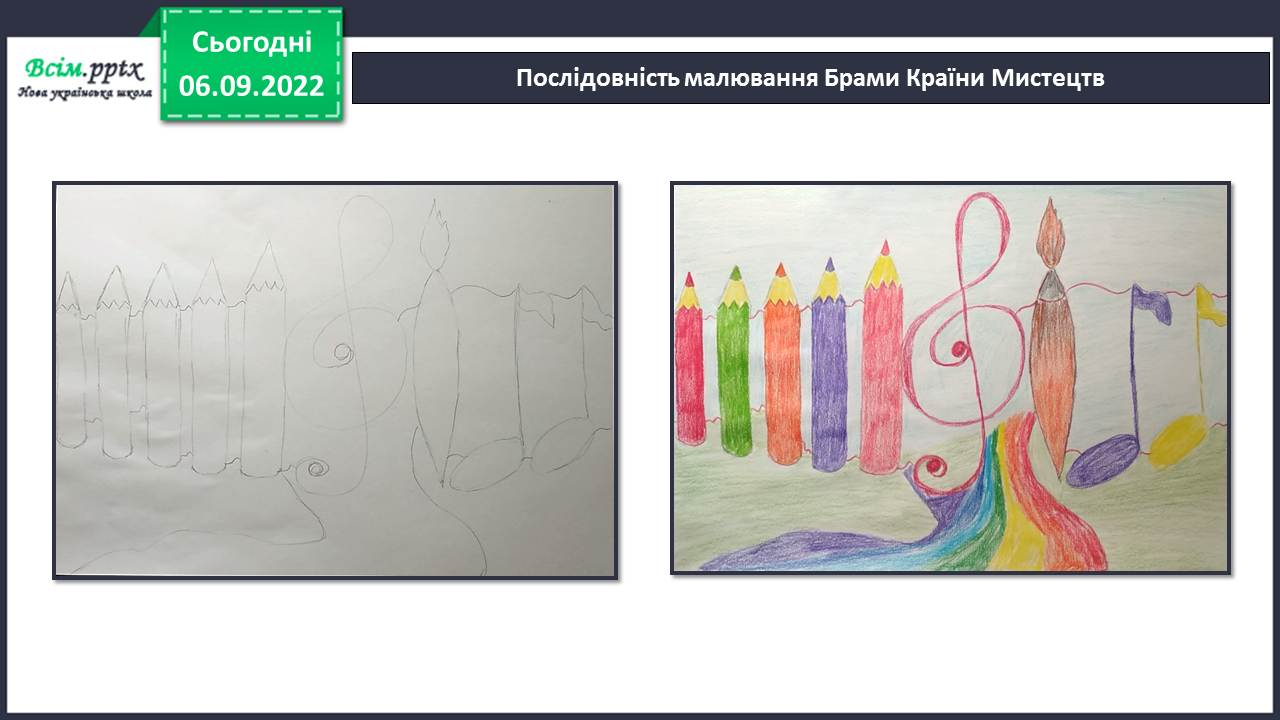 Сьогодні
06.09.2022
Всім.pptx
Нова українська школа
Послідовність малювання Брами Країни Мистецтв